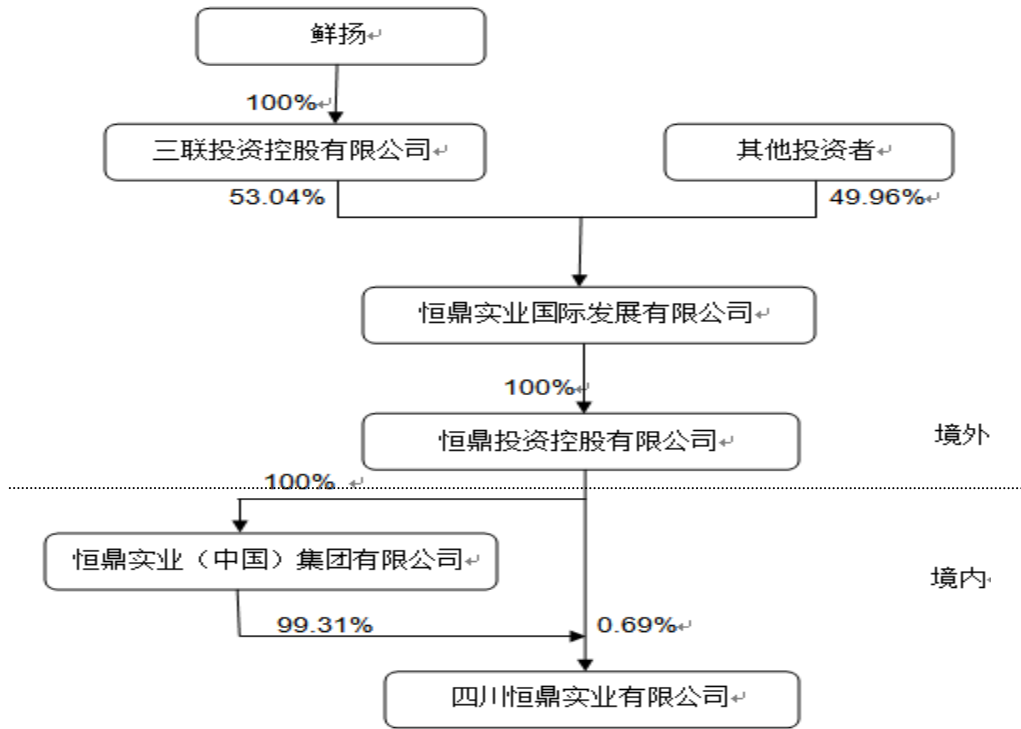 鲜扬
100%
三联投资控股有限公司
其他投资者
53.04%
49.96%
恒鼎实业国际发展有限公司
100%
恒鼎投资控股有限公司
境外
100%
恒鼎实业（中国）集团有限公司
境内
99.31%
0.69%
四川恒鼎实业有限公司